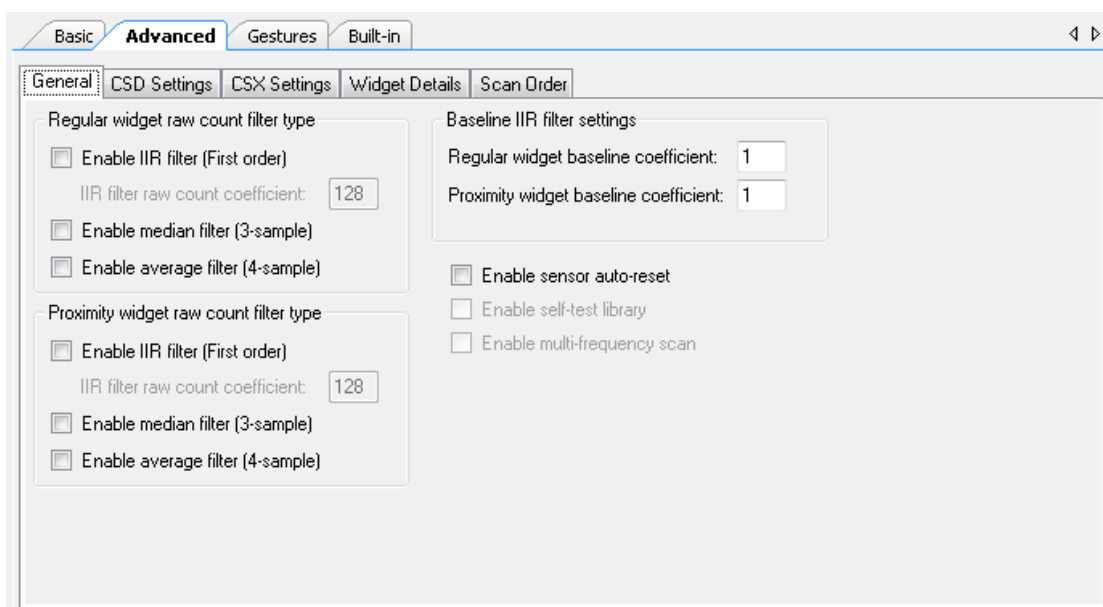 Basic Advanced Gestures Built-in
General CSD Settings CSX Settings Widget Details Scan Order
Regular widget raw count filter type
Enable IIR filter (First order)
IIR filter raw count coefficient: 128
Enable median filter (3-sample)
Enable average filter (4-sample)
Proximity widget raw count filter type
Enable IIR filter (First order)
IIR filter raw count coefficient: 128
Enable median filter (3-sample)
Enable average filter (4-sample)
Baseline IIR filter settings
Regular widget baseline coefficient: 1
Proximity widget baseline coefficient: 1
Enable sensor auto-reset
Enable self-test library
Enable multi-frequency scan